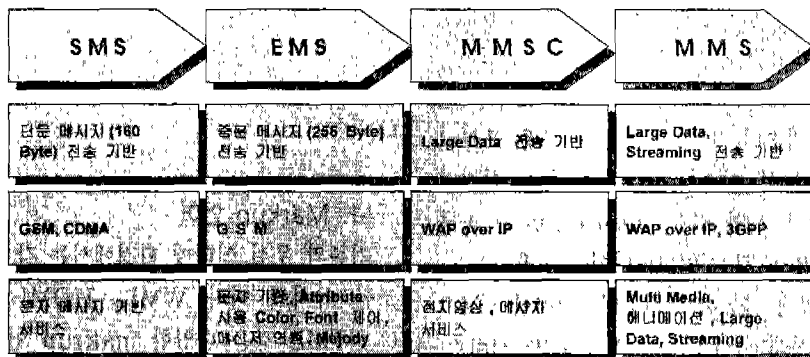 SMS
EMS
MMSC
MMS
단문 메시지 (160
Byte) 전송 기반
중문 메시지 (255 Byte)
전송 기반
Large Data 전송 기반
Large Data,
Streaming 전송 기반
GSM, CDMA
GSM
WAP over IP
WAP over IP, 3GPP
문자 메시지 기반
서비스
문자 기반, Attribute
사용 Color, Font 제어,
Melody
정지영상, 메시지
서비스
Multi Media,
애니메이션, Large
Data, Streaming